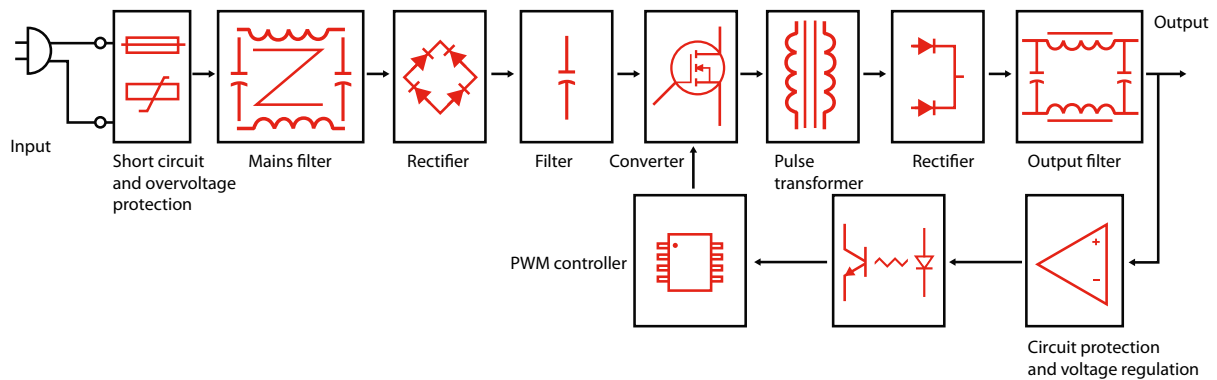 Output
Input
Short circuit
and overvoltage
protection
Mains filter
Rectifier
Filter
Converter
Pulse
transformer
Rectifier
Output filter
PWM controller
+
−
Circuit protection
and voltage regulation